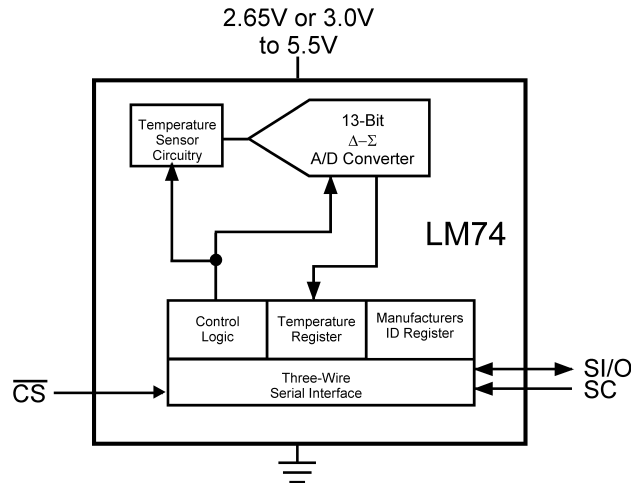 2.65V or 3.0V
to 5.5V
Temperature
Sensor
Circuitry
13-Bit
Δ–Σ
A/D Converter
LM74
Control
Logic
Temperature
Register
Manufacturers
ID Register
Three-Wire
Serial Interface
CS
SI/O
SC